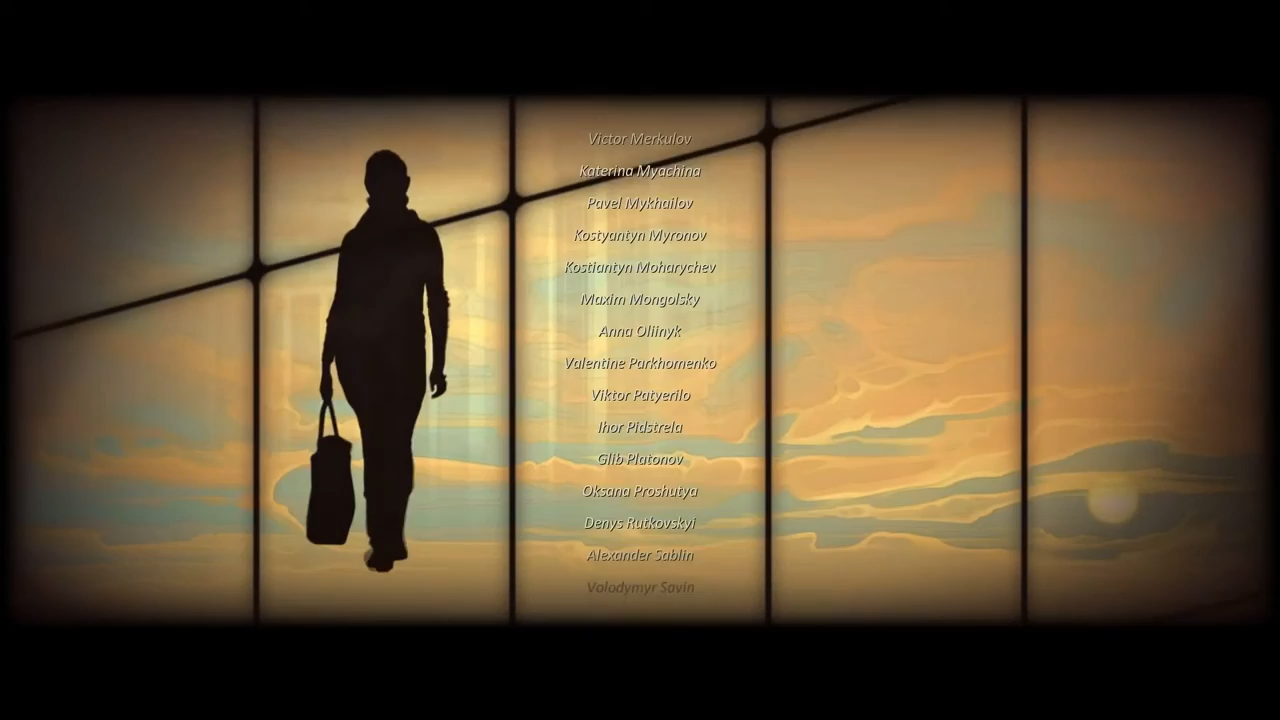 Victor Merkulov
Katerina Myachina
Pavel Mykhailov
Kostyantyn Myronov
Kostiantyn Moharychev
Maxim Mongolsky
Anna Oliinyk
Valentine Parkhomenko
Viktor Patyerilo
Ihor Pidstrela
Glib Platonov
Oksana Proshutya
Denys Rutkovskyi
Alexander Sablin
Volodymyr Savin